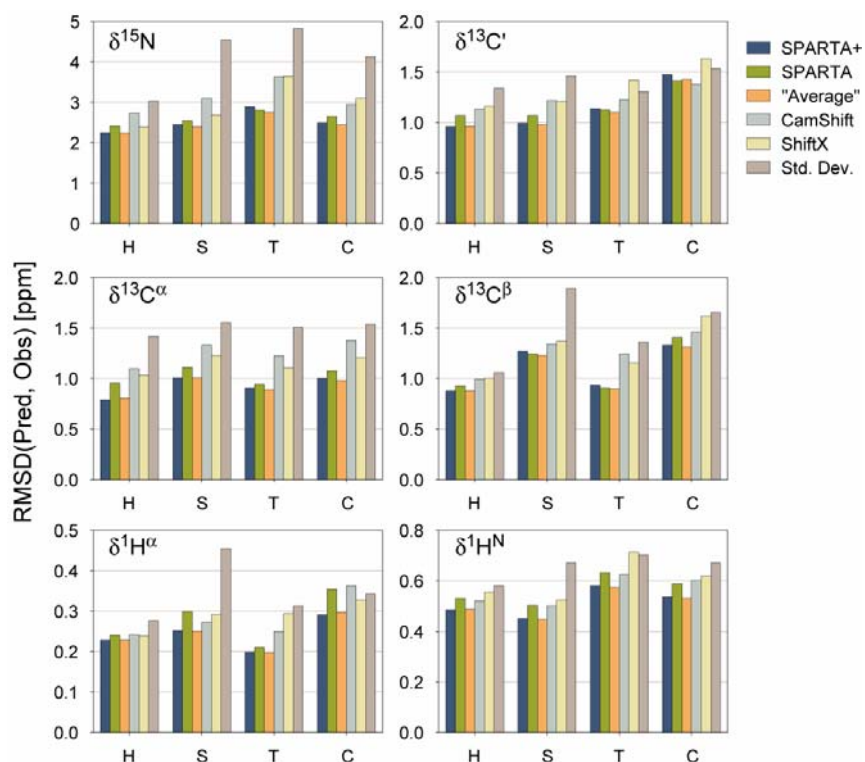 δ¹⁵N
5
4
3
2
1
0
H S T C
δ¹³C'
2.0
1.5
1.0
0.5
0.0
H S T C
SPARTA+
SPARTA
"Average"
CamShift
ShiftX
Std. Dev.
RMSD(Pred, Obs) [ppm]
δ¹³Cᵅ
2.0
1.5
1.0
0.5
0.0
H S T C
δ¹³Cᵝ
2.0
1.5
1.0
0.5
0.0
H S T C
δ¹Hᵅ
0.5
0.4
0.3
0.2
0.1
0.0
H S T C
δ¹Hᴺ
0.8
0.6
0.4
0.2
0.0
H S T C